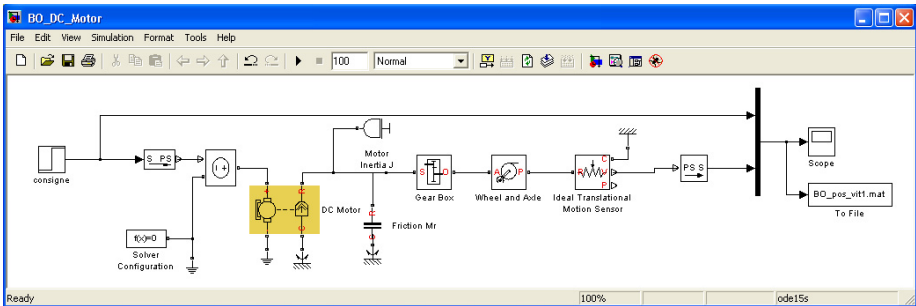 BO_DC_Motor
File Edit View Simulation Format Tools Help
100 Normal
consigne
S PS
f(x)=0
Solver
Configuration
DC Motor
Motor
Inertia J
Friction Mr
S O
Gear Box
A P
Wheel and Axle
R C V P
Ideal Translational
Motion Sensor
PS S
Scope
BO_pos_vit1.mat
To File
Ready 100% ode15s